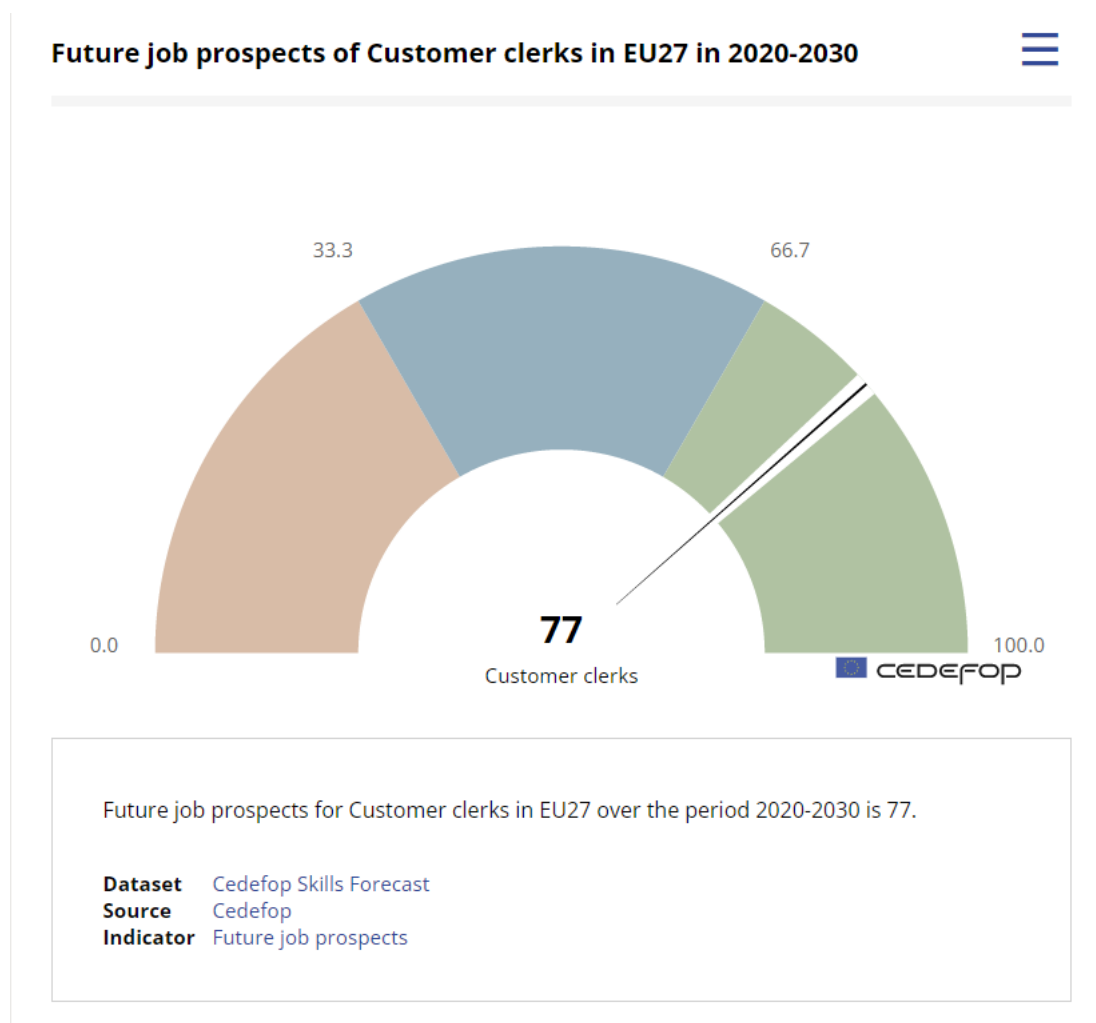 Future job prospects of Customer clerks in EU27 in 2020-2030
33.3
66.7
0.0
77
100.0
Customer clerks
CEDEFOP
Future job prospects for Customer clerks in EU27 over the period 2020-2030 is 77.
Dataset Cedefop Skills Forecast
Source Cedefop
Indicator Future job prospects